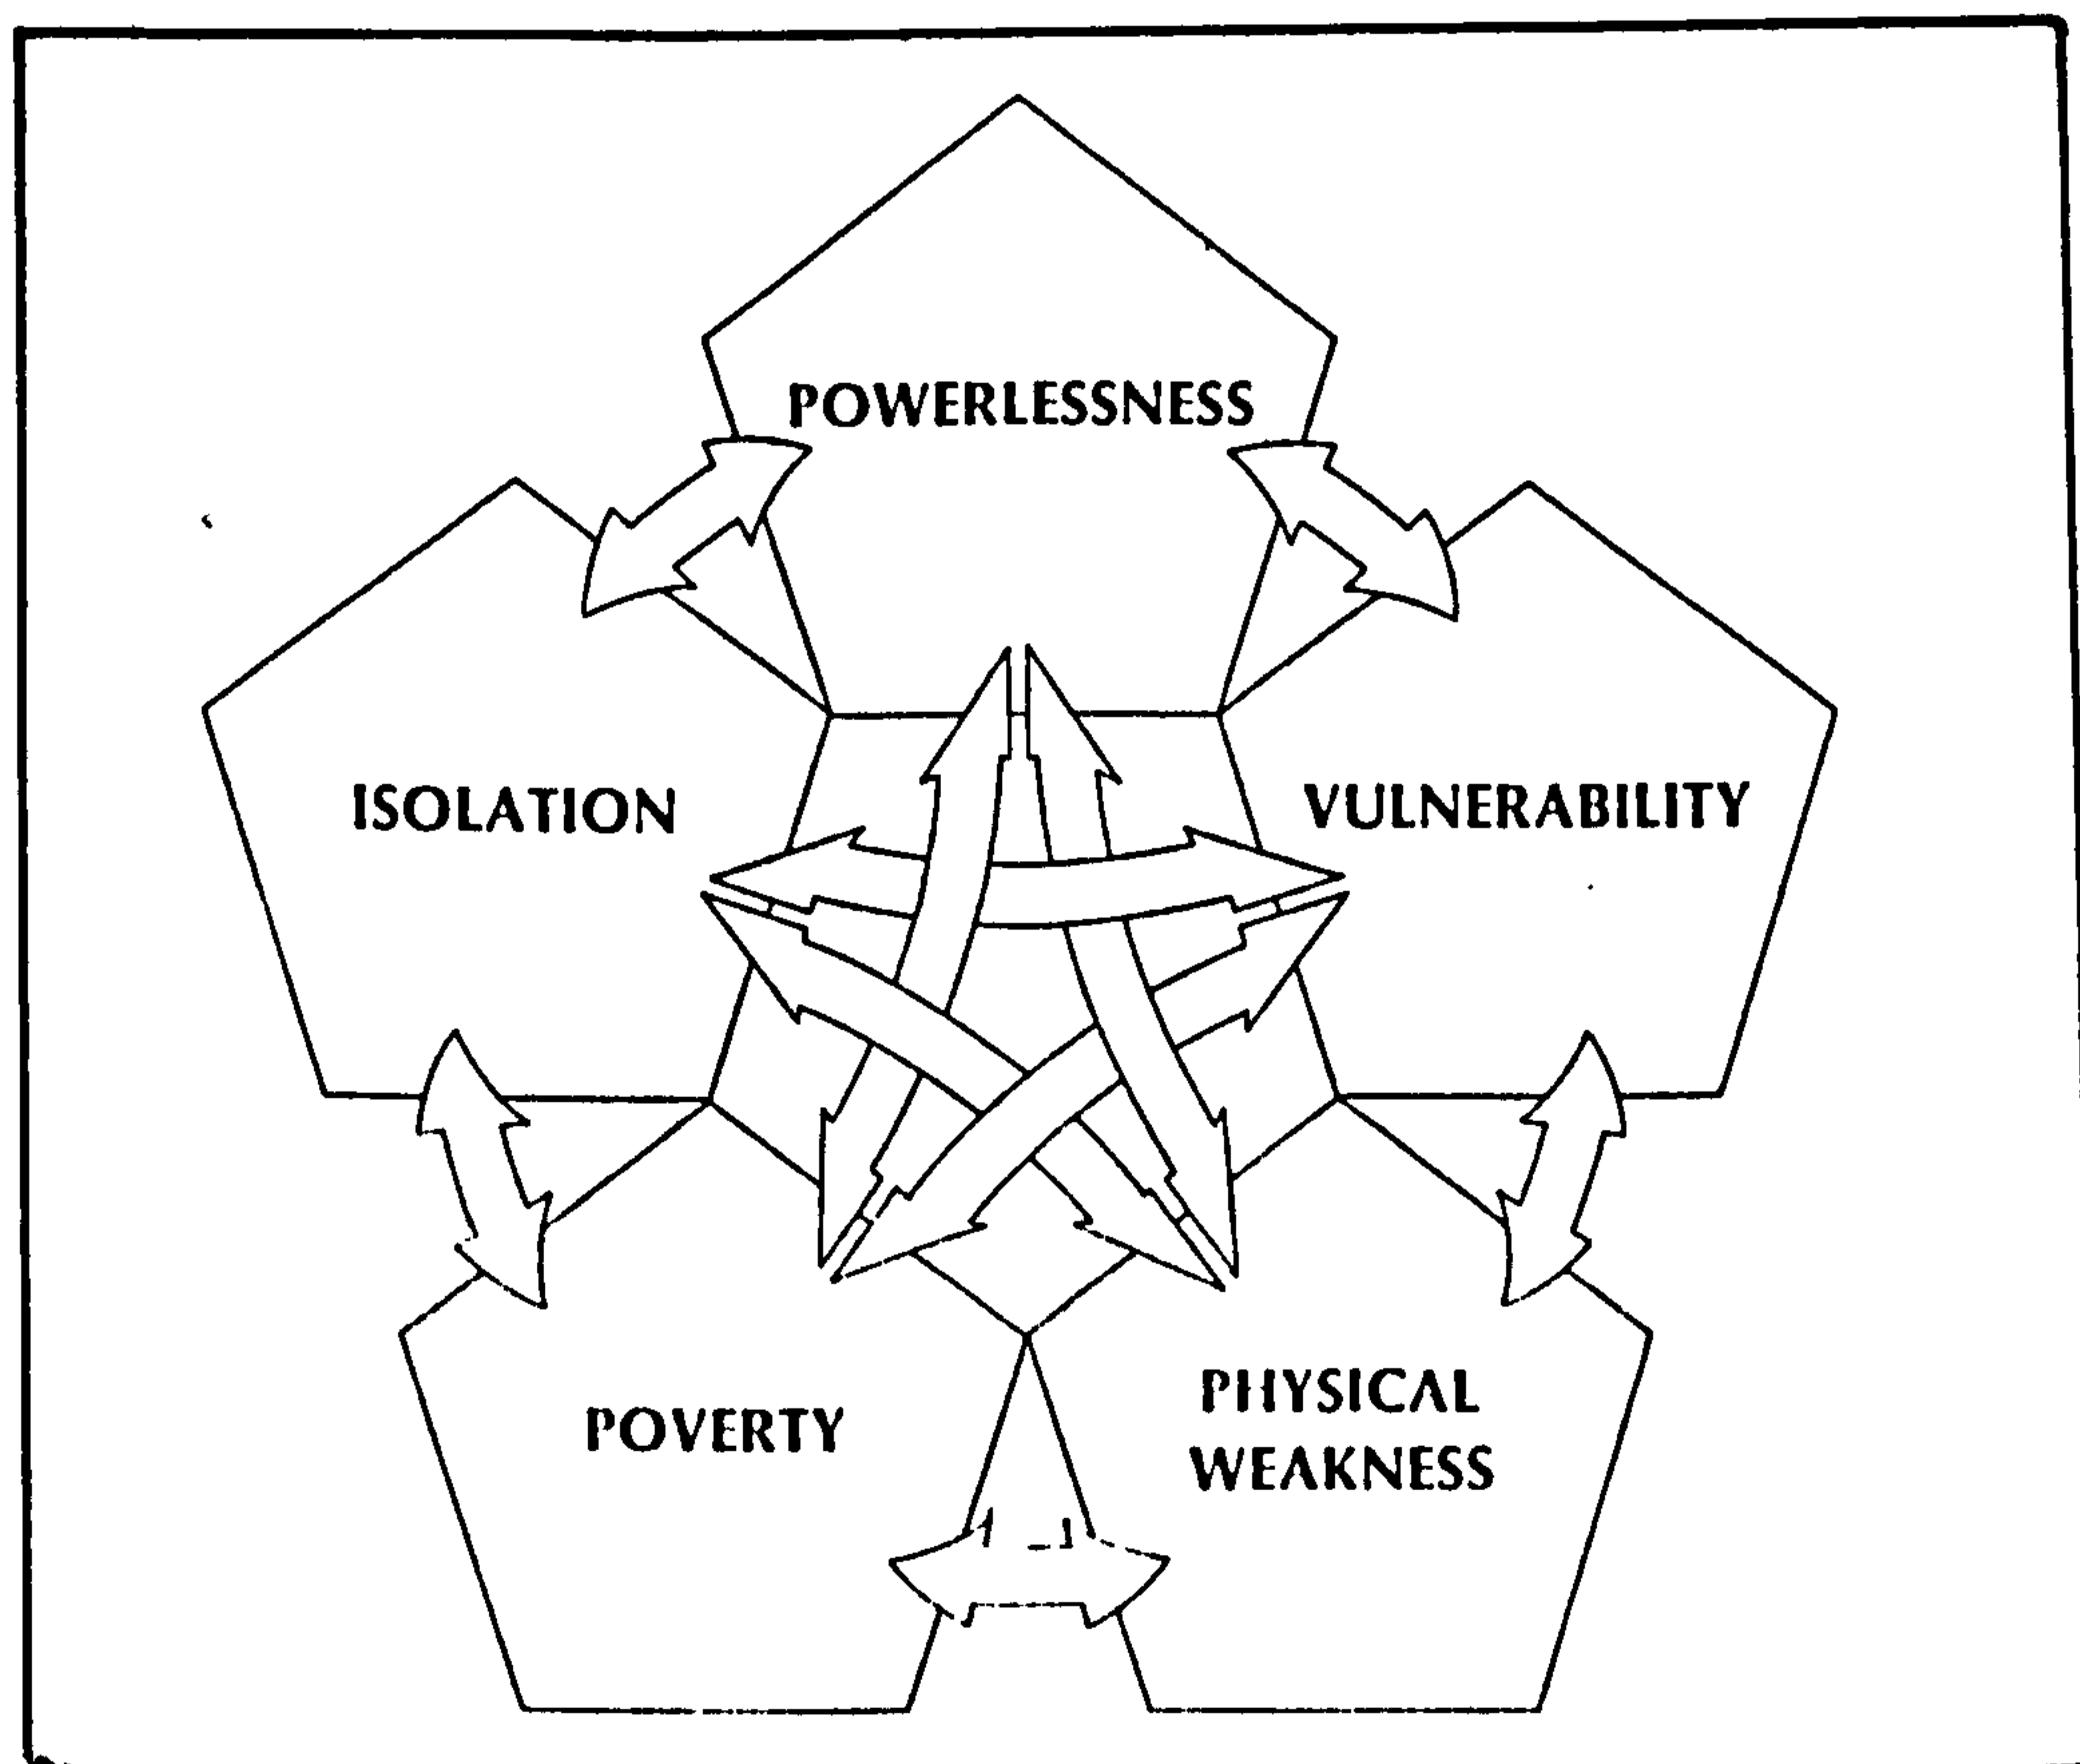 POWERLESSNESS
ISOLATION
VULNERABILITY
POVERTY
PHYSICAL
WEAKNESS